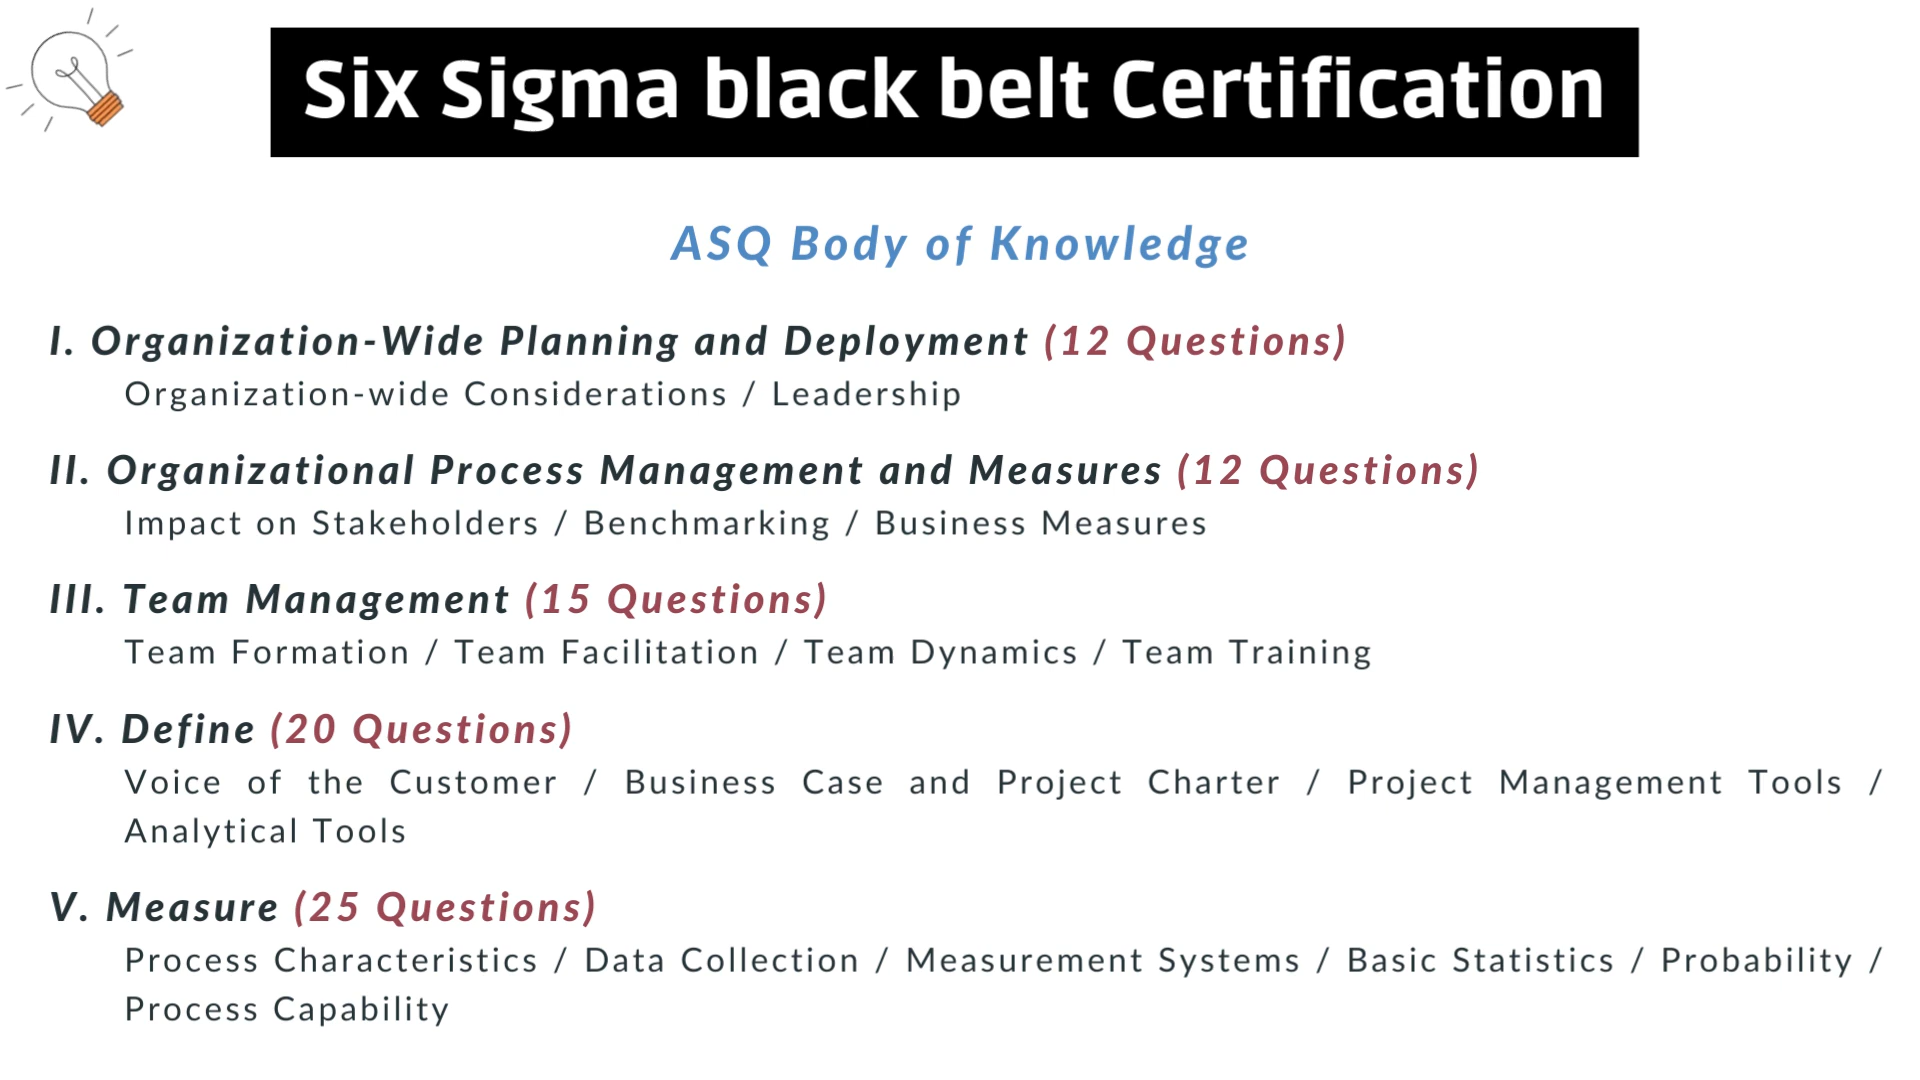 Six Sigma black belt Certification
ASQ Body of Knowledge
I. Organization-Wide Planning and Deployment (12 Questions)
Organization-wide Considerations / Leadership
II. Organizational Process Management and Measures (12 Questions)
Impact on Stakeholders / Benchmarking / Business Measures
III. Team Management (15 Questions)
Team Formation / Team Facilitation / Team Dynamics / Team Training
IV. Define (20 Questions)
Voice of the Customer / Business Case and Project Charter / Project Management Tools /
Analytical Tools
V. Measure (25 Questions)
Process Characteristics / Data Collection / Measurement Systems / Basic Statistics / Probability /
Process Capability